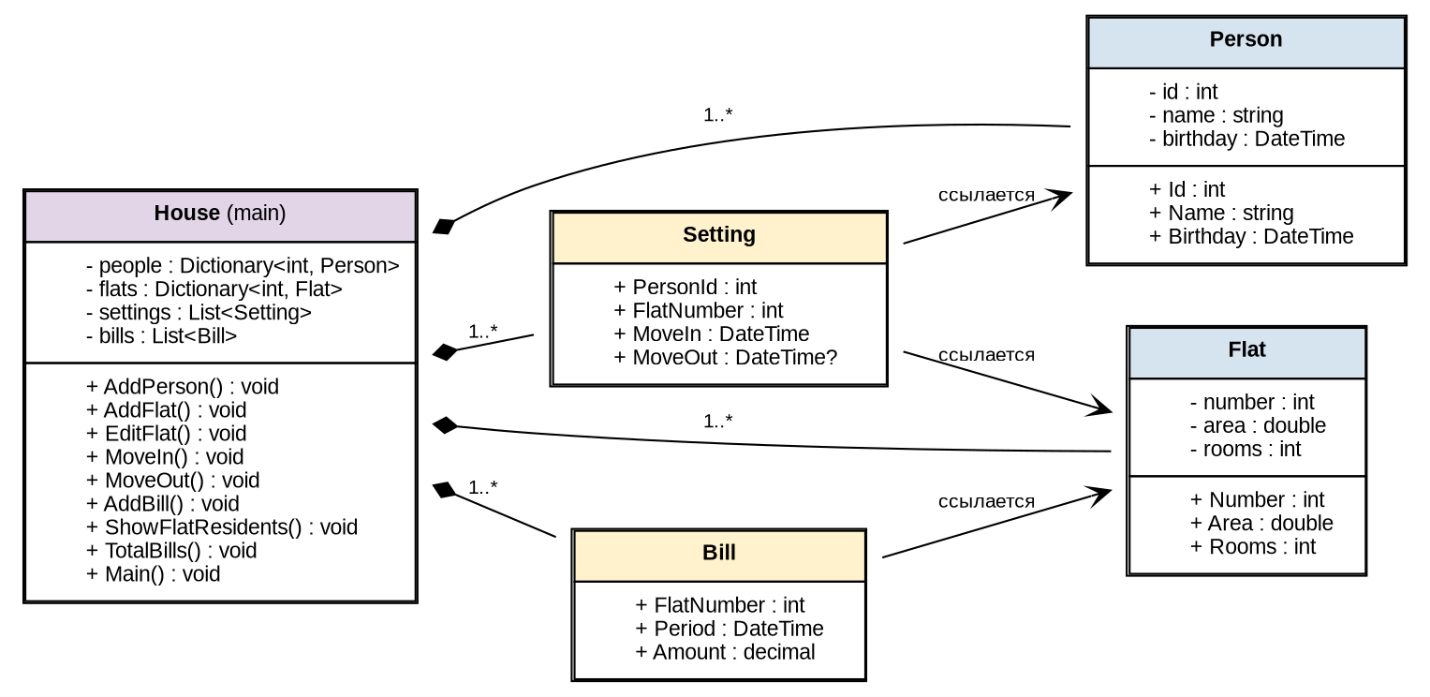 House (main)
- people : Dictionary<int, Person>
- flats : Dictionary<int, Flat>
- settings : List<Setting>
- bills : List<Bill>
+ AddPerson() : void
+ AddFlat() : void
+ EditFlat() : void
+ MoveIn() : void
+ MoveOut() : void
+ AddBill() : void
+ ShowFlatResidents() : void
+ TotalBills() : void
+ Main() : void
1..*
1..*
1..*
1..*
Setting
+ PersonId : int
+ FlatNumber : int
+ MoveIn : DateTime
+ MoveOut : DateTime?
Bill
+ FlatNumber : int
+ Period : DateTime
+ Amount : decimal
ссылается
ссылается
ссылается
Person
- id : int
- name : string
- birthday : DateTime
+ Id : int
+ Name : string
+ Birthday : DateTime
Flat
- number : int
- area : double
- rooms : int
+ Number : int
+ Area : double
+ Rooms : int